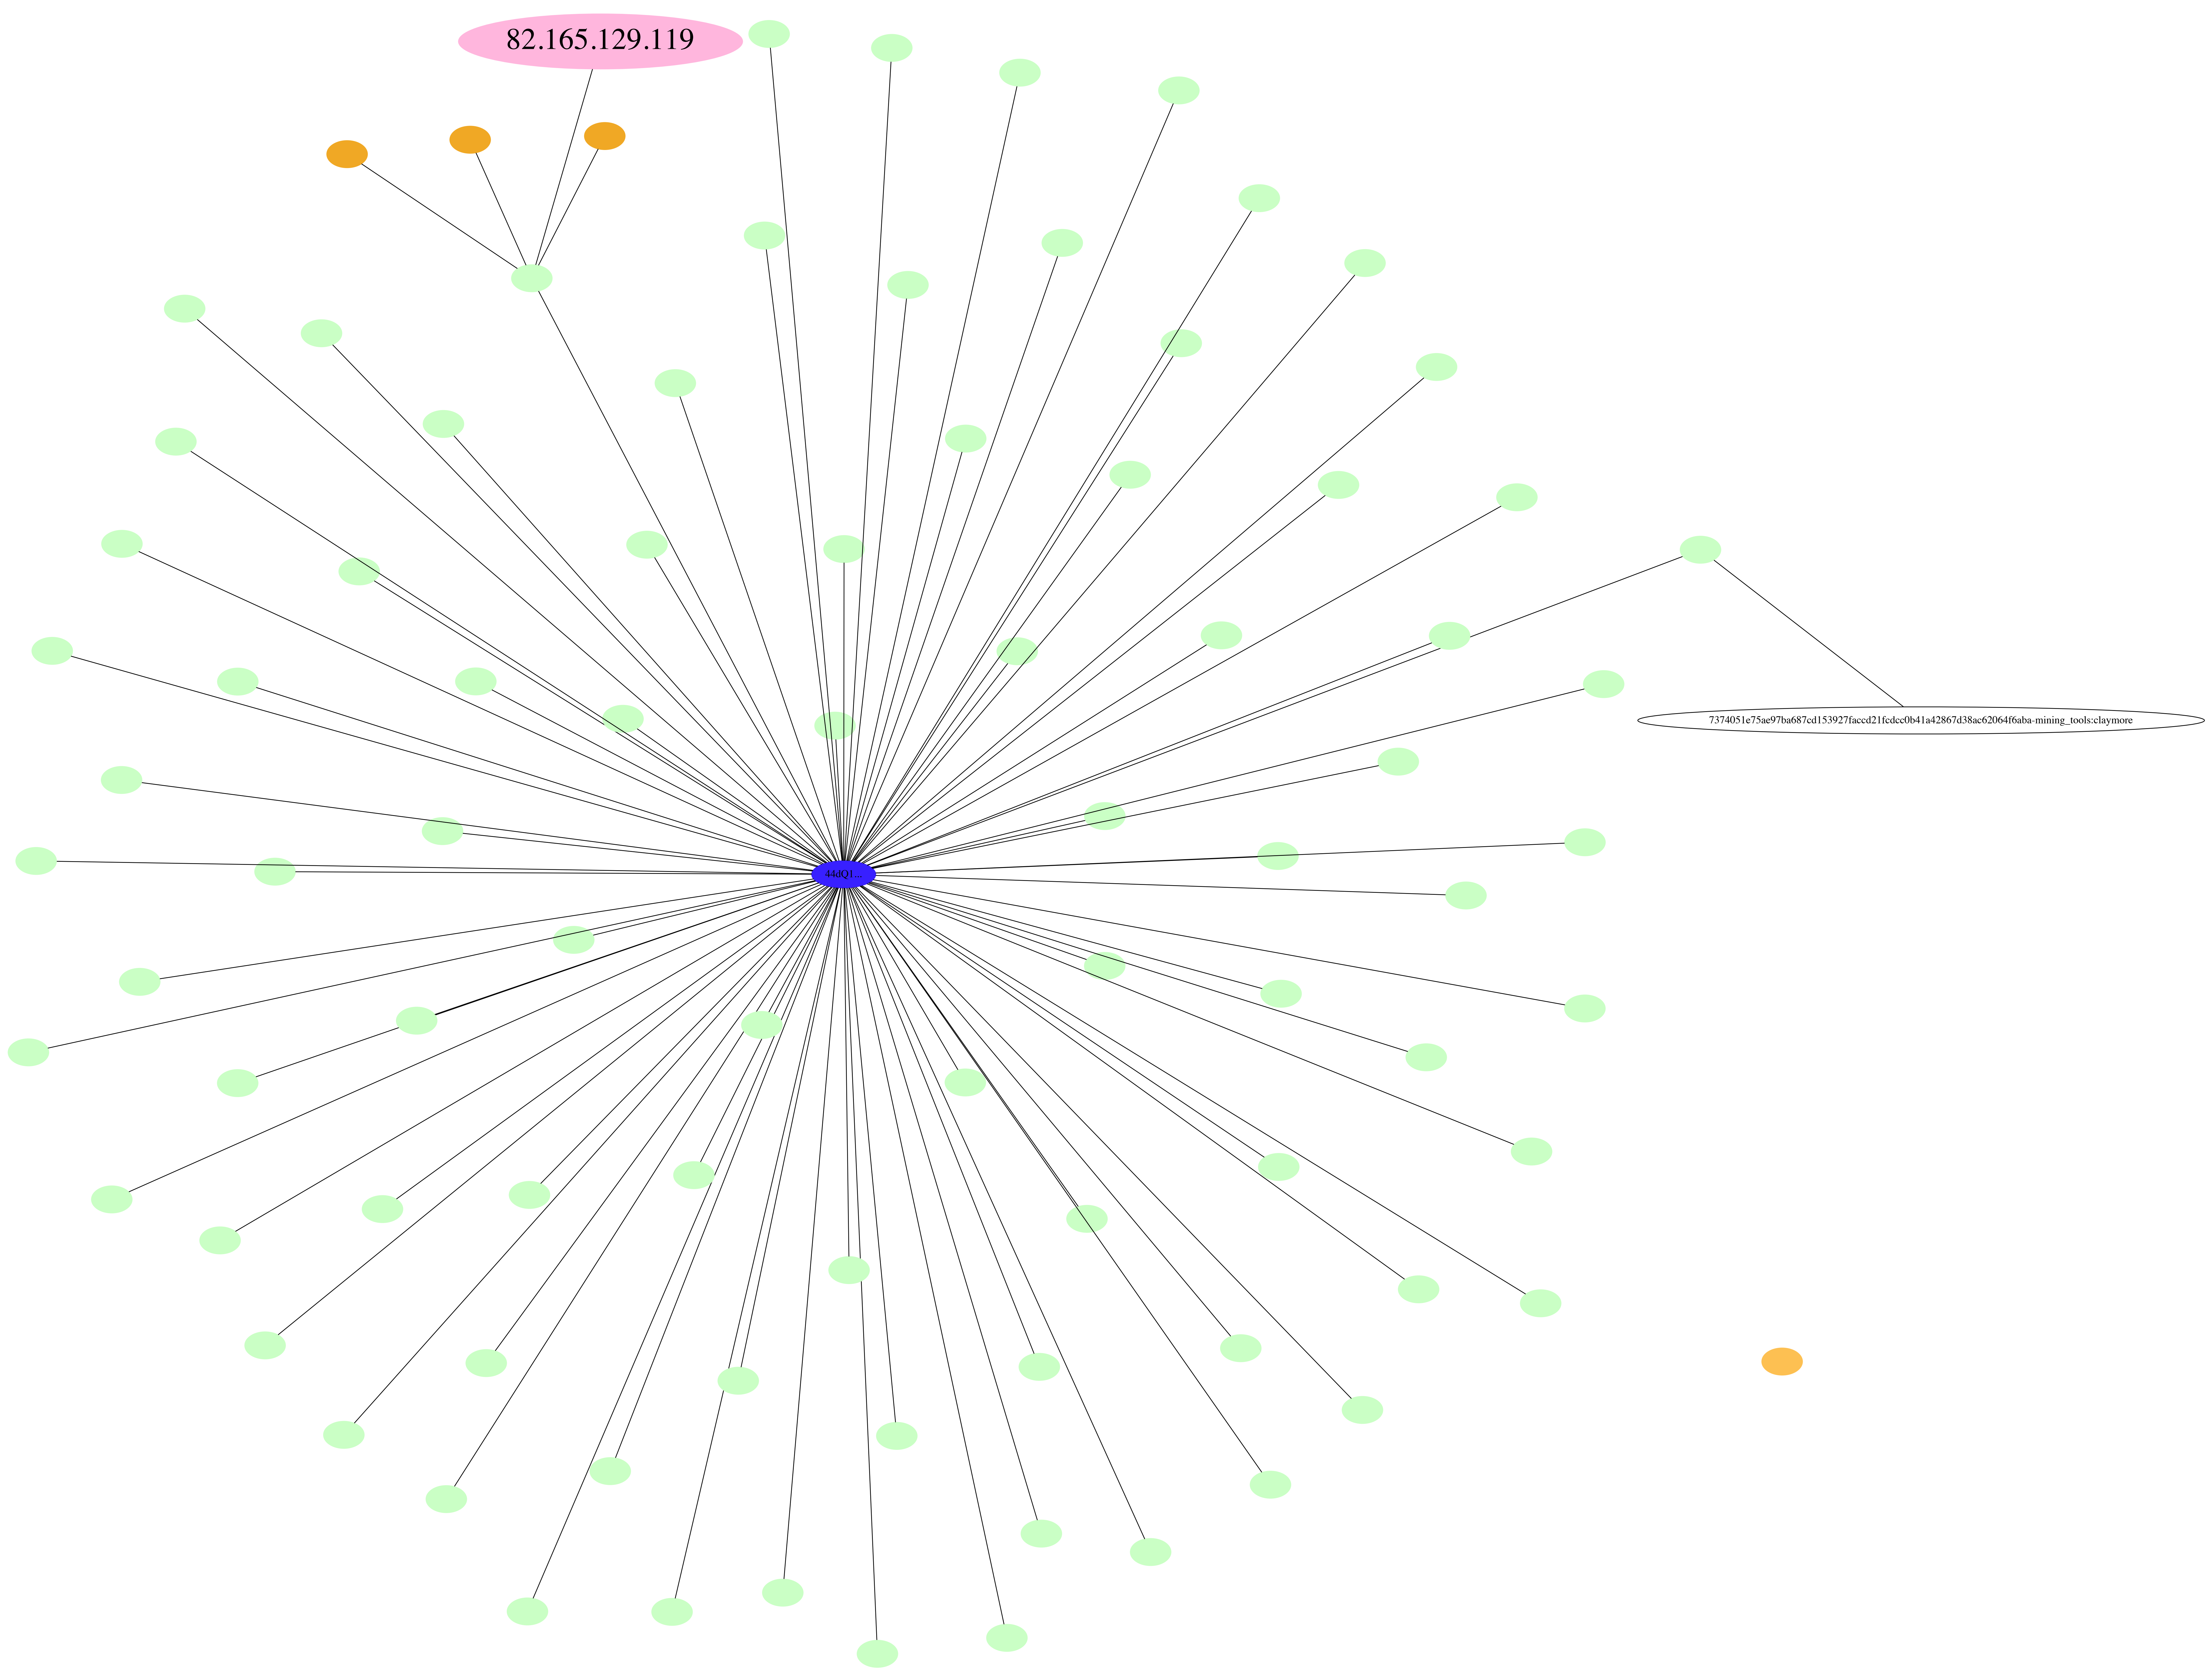 82.165.129.119
7374051e75ae97ba687cd153927faccd21fcdcc0b41a42867d38ac62064f6aba-mining_tools:claymore
44dQ1...